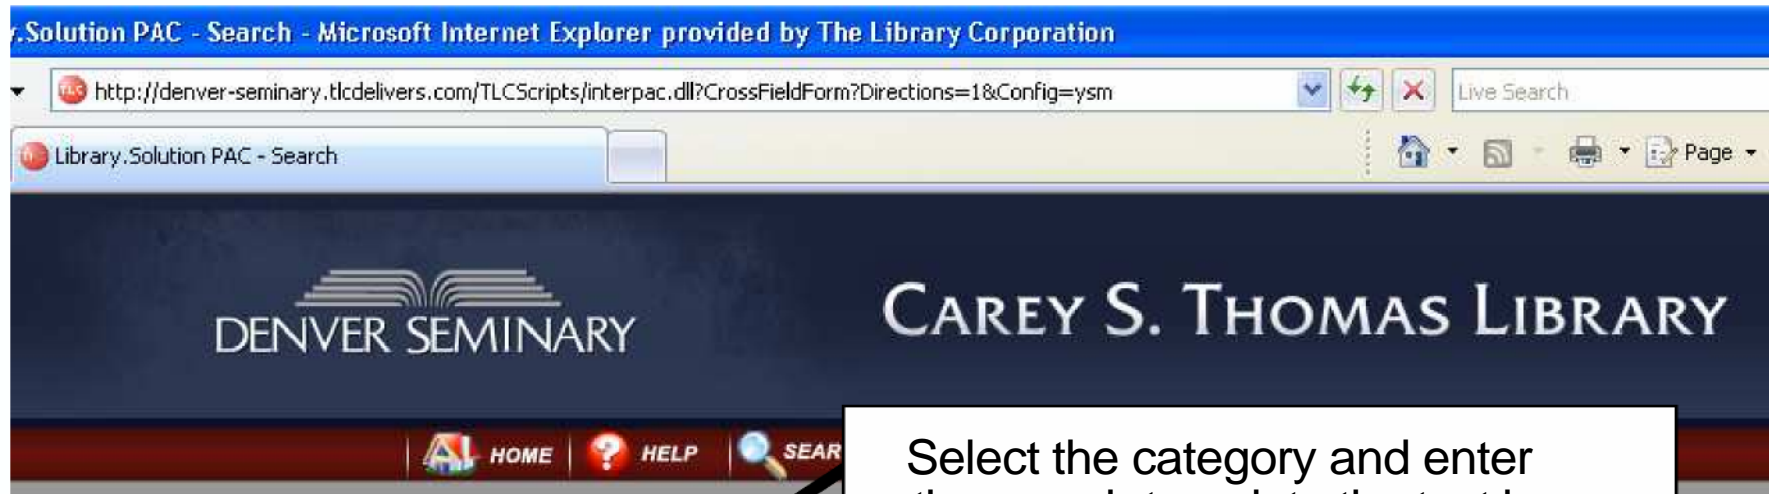 .Solution PAC - Search - Microsoft Internet Explorer provided by The Library Corporation
http://denver-seminary.tlcdelivers.com/TLCScripts/interpac.dll?CrossFieldForm?Directions=1&Config=ysm
Live Search
Library.Solution PAC - Search
Page
DENVER SEMINARY
CAREY S. THOMAS LIBRARY
HOME
HELP
SEAR
Select the category and enter